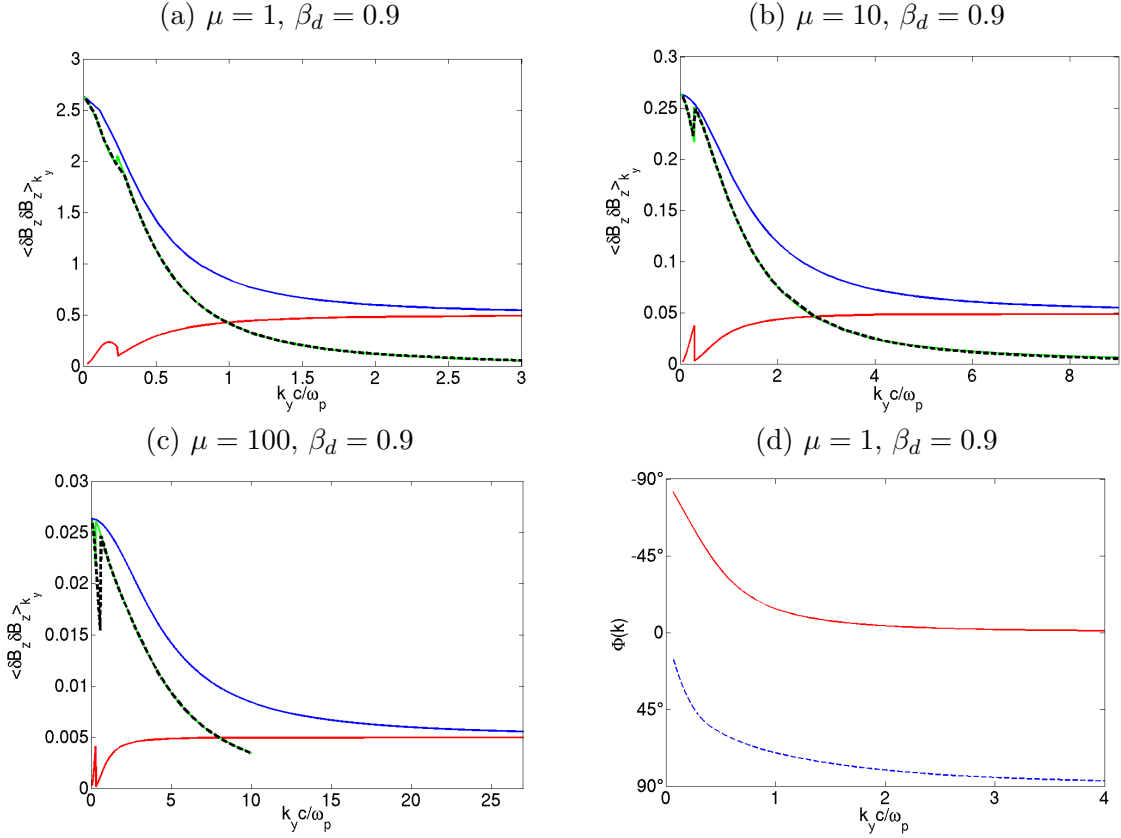 (a) μ = 1, β_d = 0.9
3
2.5
2
1.5
1
0.5
0
<δB_z δB_z>_{k_y}
0 0.5 1 1.5 2 2.5 3
k_y c/ω_p
(b) μ = 10, β_d = 0.9
0.3
0.25
0.2
0.15
0.1
0.05
0
<δB_z δB_z>_{k_y}
0 2 4 6 8
k_y c/ω_p
(c) μ = 100, β_d = 0.9
0.03
0.025
0.02
0.015
0.01
0.005
0
<δB_z δB_z>_{k_y}
0 5 10 15 20 25
k_y c/ω_p
(d) μ = 1, β_d = 0.9
-90°
-45°
0
45°
90°
Φ(k)
0 1 2 3 4
k_y c/ω_p